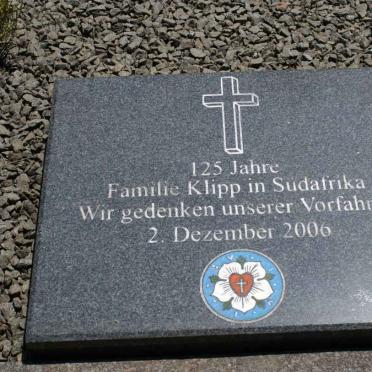 125 Jahre
Familie Klipp in Sudafrika
Wir gedenken unserer Vorfahr
2. Dezember 2006